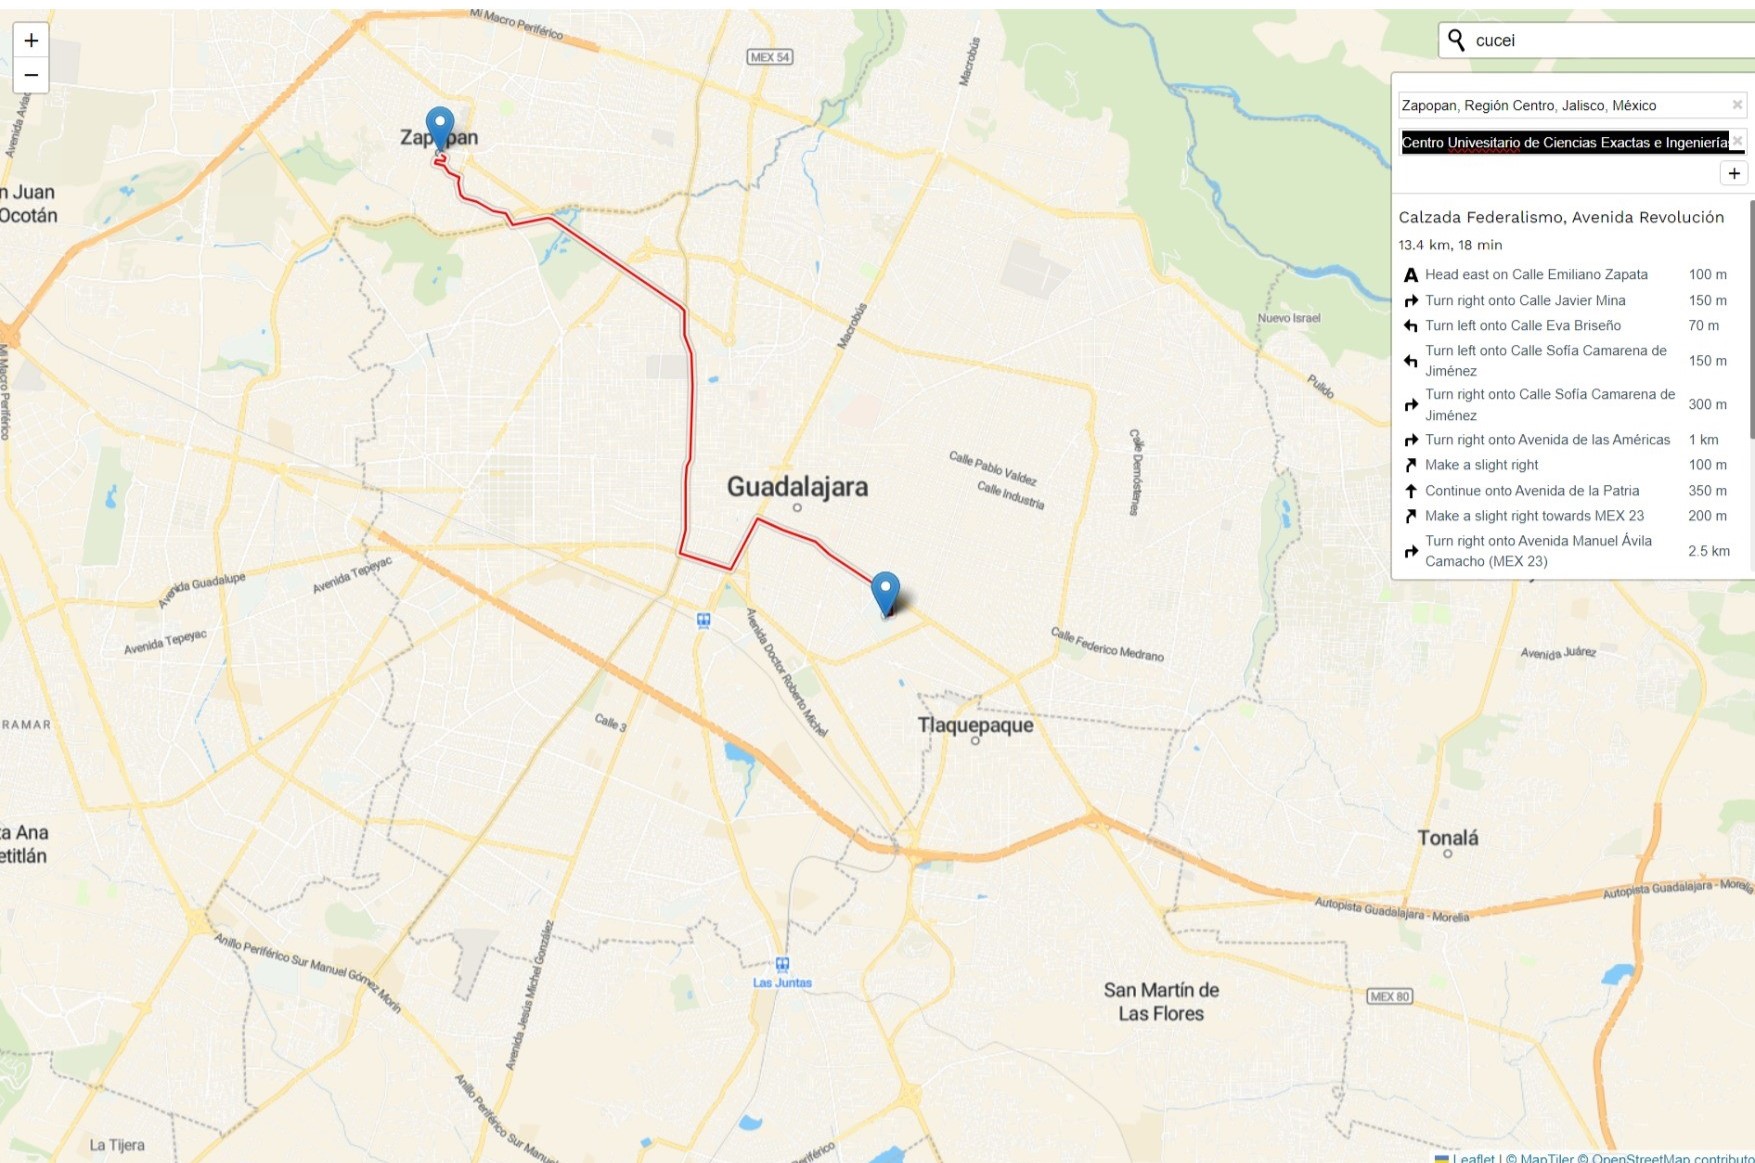 +
−
Mi Macro Periférico
MEX 54
Macrobús
cucei
Zapopan, Región Centro, Jalisco, México
Centro Univesitario de Ciencias Exactas e Ingeniería
+
Calzada Federalismo, Avenida Revolución
13.4 km, 18 min
A Head east on Calle Emiliano Zapata 100 m
Turn right onto Calle Javier Mina 150 m
Turn left onto Calle Eva Briseño 70 m
Turn left onto Calle Sofía Camarena de
Jiménez 150 m
Turn right onto Calle Sofía Camarena de
Jiménez 300 m
Turn right onto Avenida de las Américas 1 km
Make a slight right 100 m
Continue onto Avenida de la Patria 350 m
Make a slight right towards MEX 23 200 m
Turn right onto Avenida Manuel Ávila
Camacho (MEX 23) 2.5 km
Zapopan
n Juan
Ocotán
Macrobús
Nuevo Israel
Pulido
Mi Macro Periférico
Calle Demóstenes
Calle Pablo Valdez
Calle Industria
Guadalajara
Avenida Guadalupe
Avenida Tepeyac
Avenida Tepeyac
Avenida Doctor Roberto Michel
Calle Federico Medrano
Avenida Juárez
RAMAR
Calle 3
Tlaquepaque
ta Ana
etitlán
Tonalá
Autopista Guadalajara - Morelia
Autopista Guadalajara - Morelia
Anillo Periférico Sur Manuel Gómez Morin
Avenida Jesús Michel González
Las Juntas
San Martín de
Las Flores
MEX 80
Anillo Periférico Sur Manue
La Tijera
Periférico
Leaflet | © MapTiler © OpenStreetMap contributo